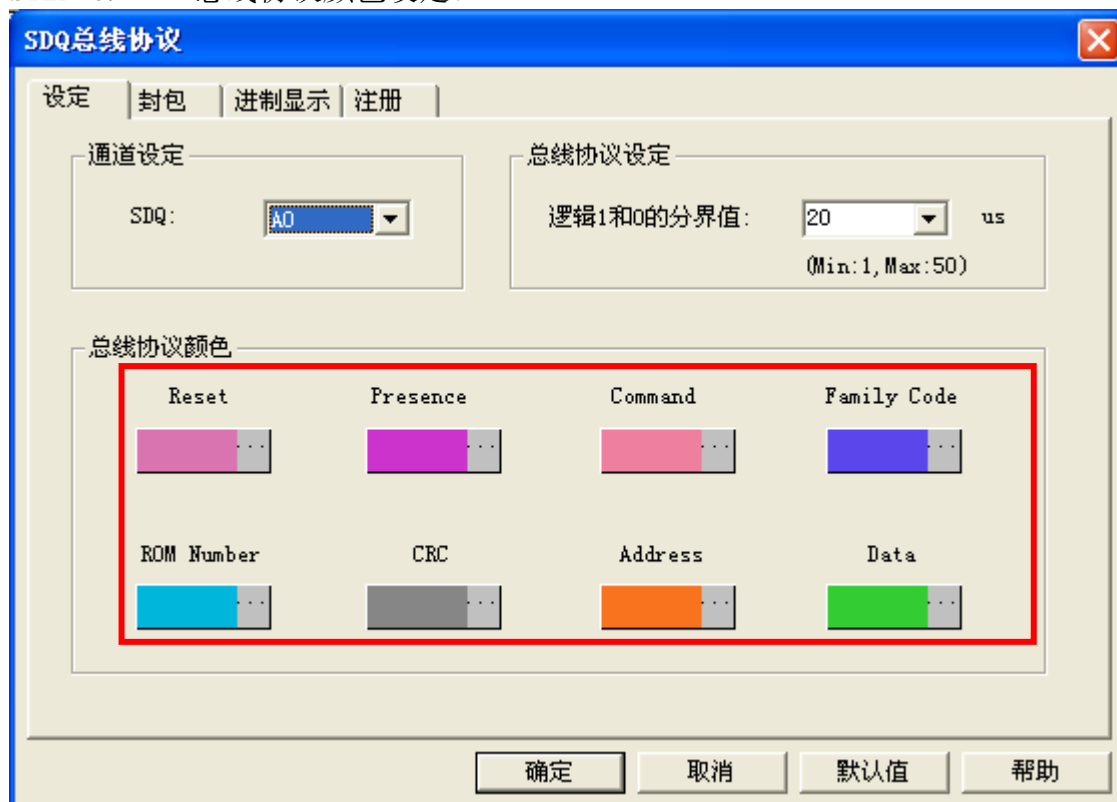 SDQ总线协议
设定 封包 进制显示 注册
通道设定
SDQ: A0
总线协议设定
逻辑1和0的分界值: 20 us
(Min:1,Max:50)
总线协议颜色
Reset Presence Command Family Code
... ... ... ...
ROM Number CRC Address Data
... ... ... ...
确定 取消 默认值 帮助